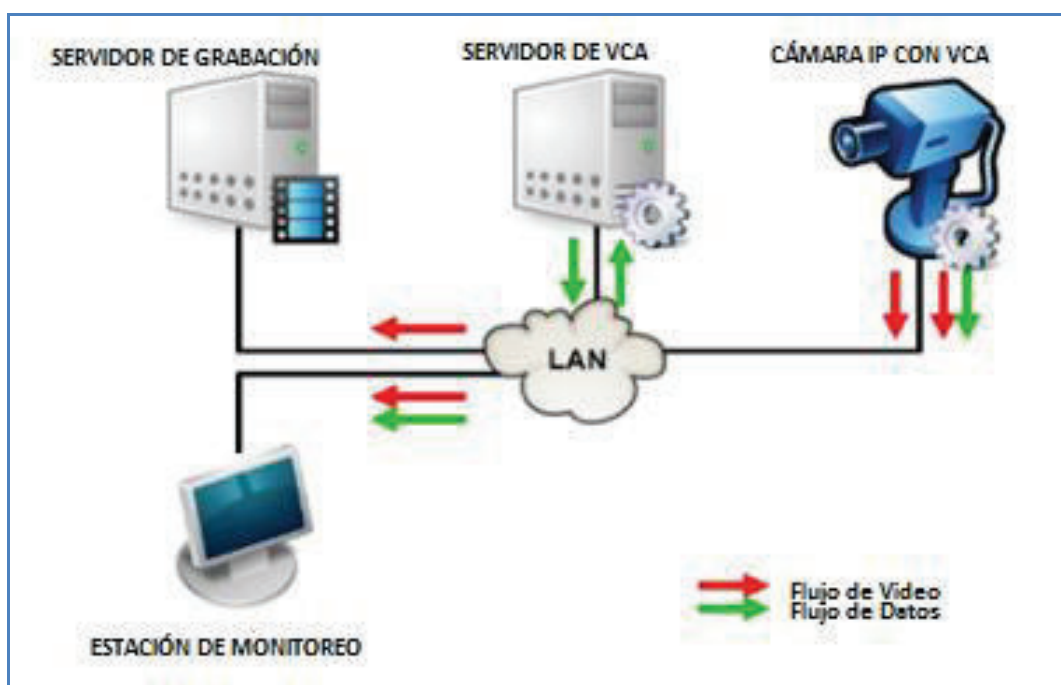 SERVIDOR DE GRABACIÓN
SERVIDOR DE VCA
CÁMARA IP CON VCA
LAN
Flujo de Video
Flujo de Datos
ESTACIÓN DE MONITOREO